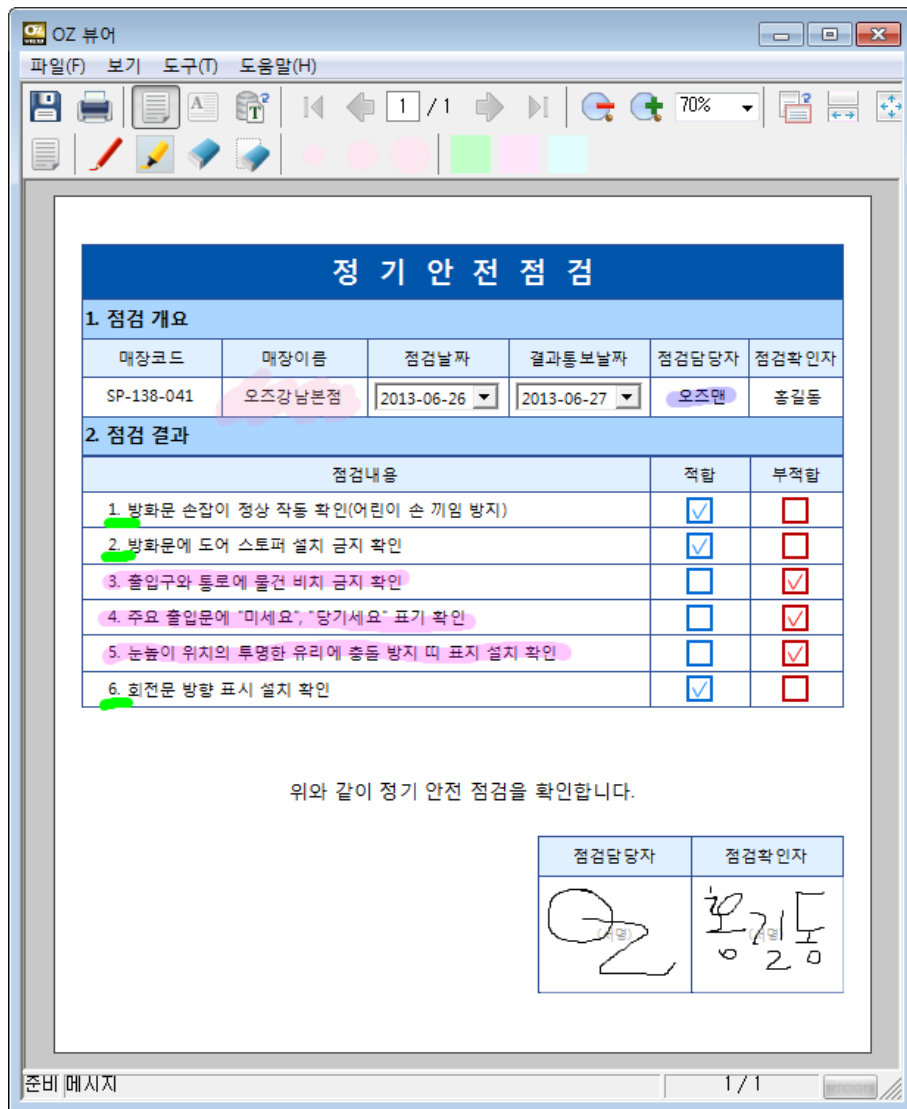 OZ 뷰어
파일(F) 보기 도구(T) 도움말(H)
1 / 1 70%
정 기 안 전 점 검
1. 점검 개요
매장코드 매장이름 점검날짜 결과통보날짜 점검담당자 점검확인자
SP-138-041 오즈강남본점 2013-06-26 2013-06-27 오즈맨 홍길동
2. 점검 결과
점검내용 적합 부적합
1. 방화문 손잡이 정상 작동 확인(어린이 손 끼임 방지)
2. 방화문에 도어 스토퍼 설치 금지 확인
3. 출입구와 통로에 물건 비치 금지 확인
4. 주요 출입문에 "미세요", "당기세요" 표기 확인
5. 눈높이 위치의 투명한 유리에 충돌 방지 띠 표지 설치 확인
6. 회전문 방향 표시 설치 확인
위와 같이 정기 안전 점검을 확인합니다.
점검담당자 점검확인자
(서명) (서명)
OZ 홍길동
준비 메시지 1 / 1